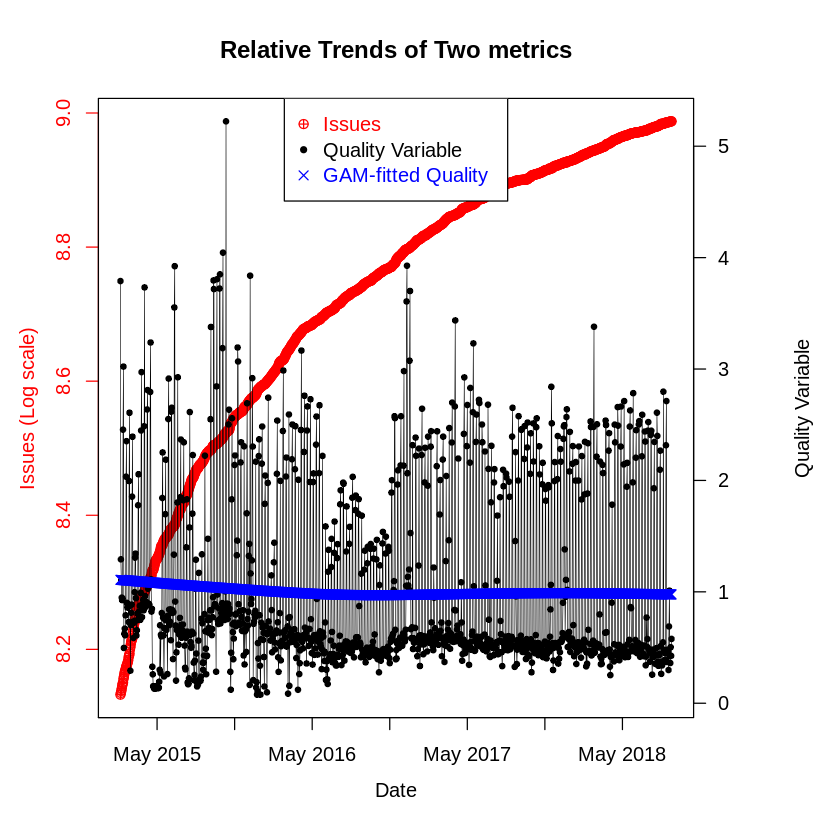 Relative Trends of Two metrics
Issues
Quality Variable
GAM-fitted Quality
9.0
8.8
8.6
8.4
8.2
Issues (Log scale)
5
4
3
2
1
0
Quality Variable
May 2015
May 2016
May 2017
May 2018
Date